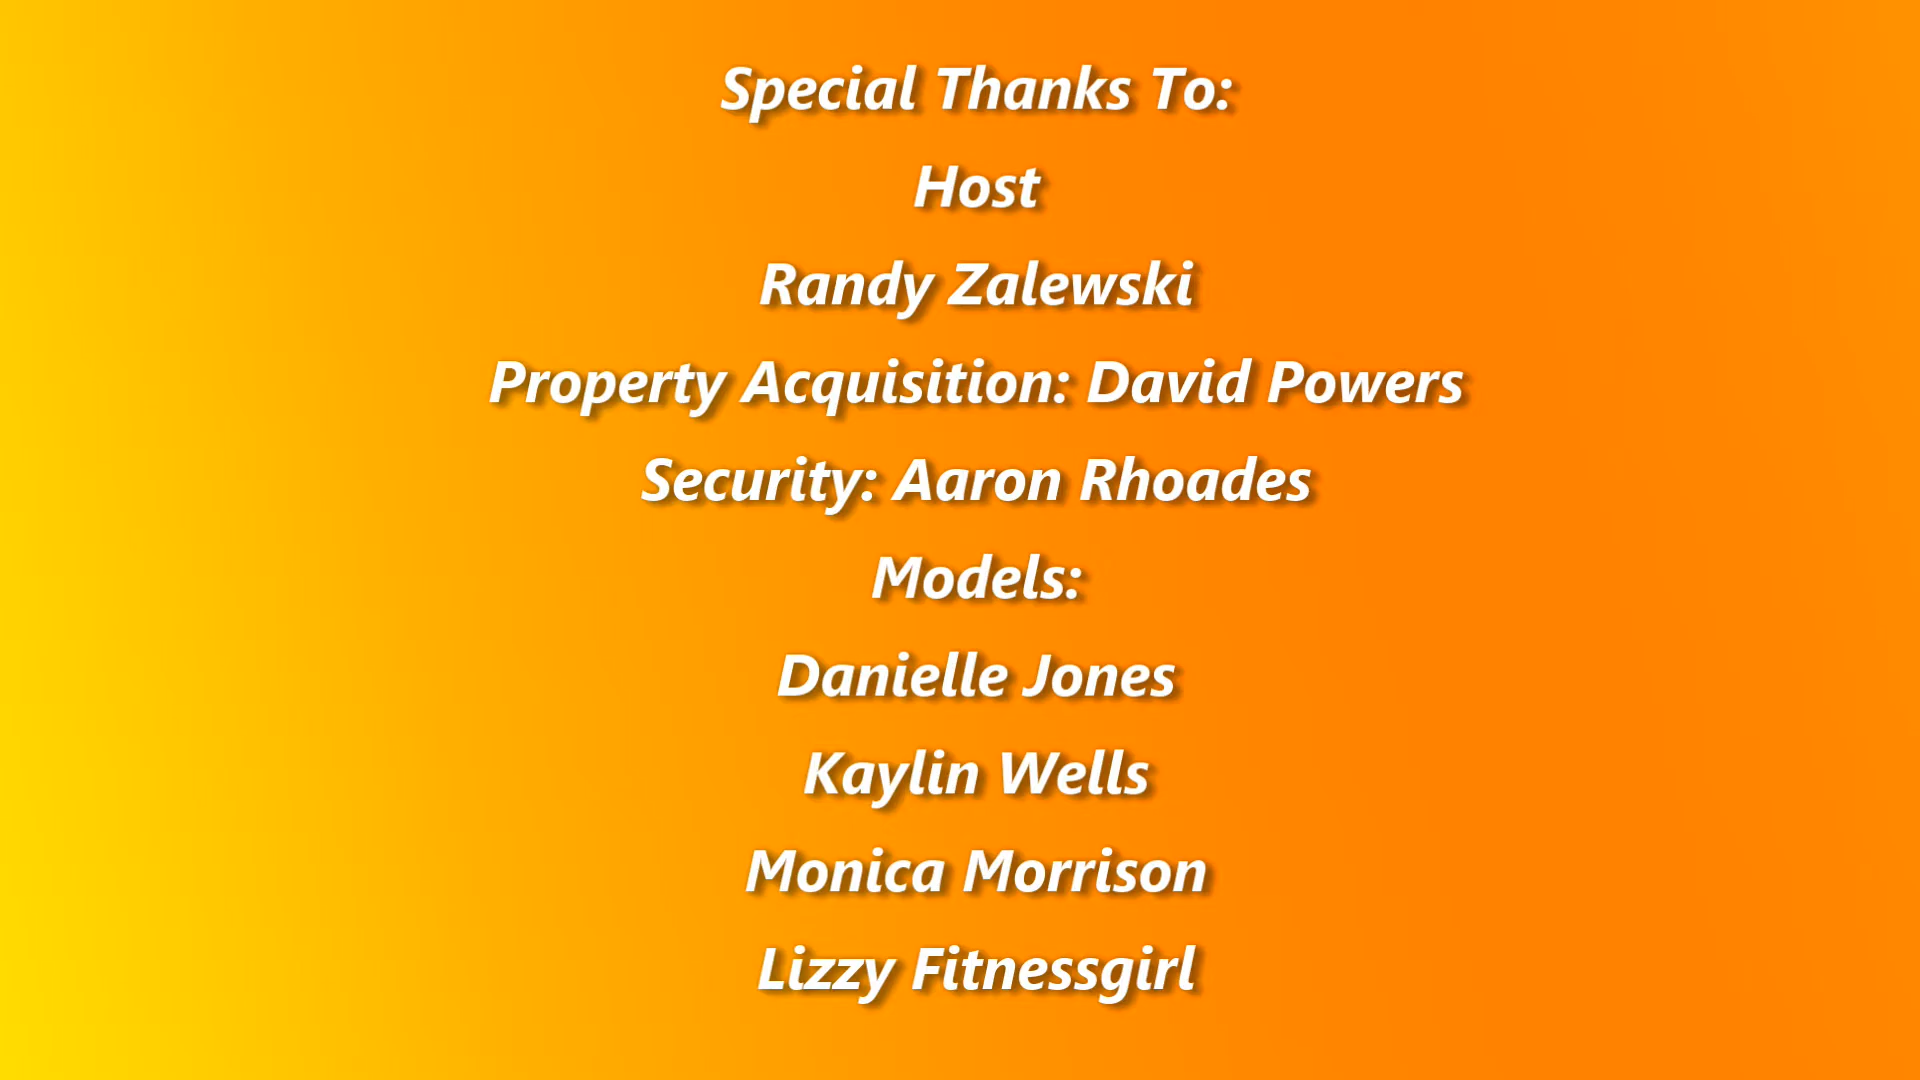 Special Thanks To:
Host
Randy Zalewski
Property Acquisition: David Powers
Security: Aaron Rhoades
Models:
Danielle Jones
Kaylin Wells
Monica Morrison
Lizzy Fitnessgirl